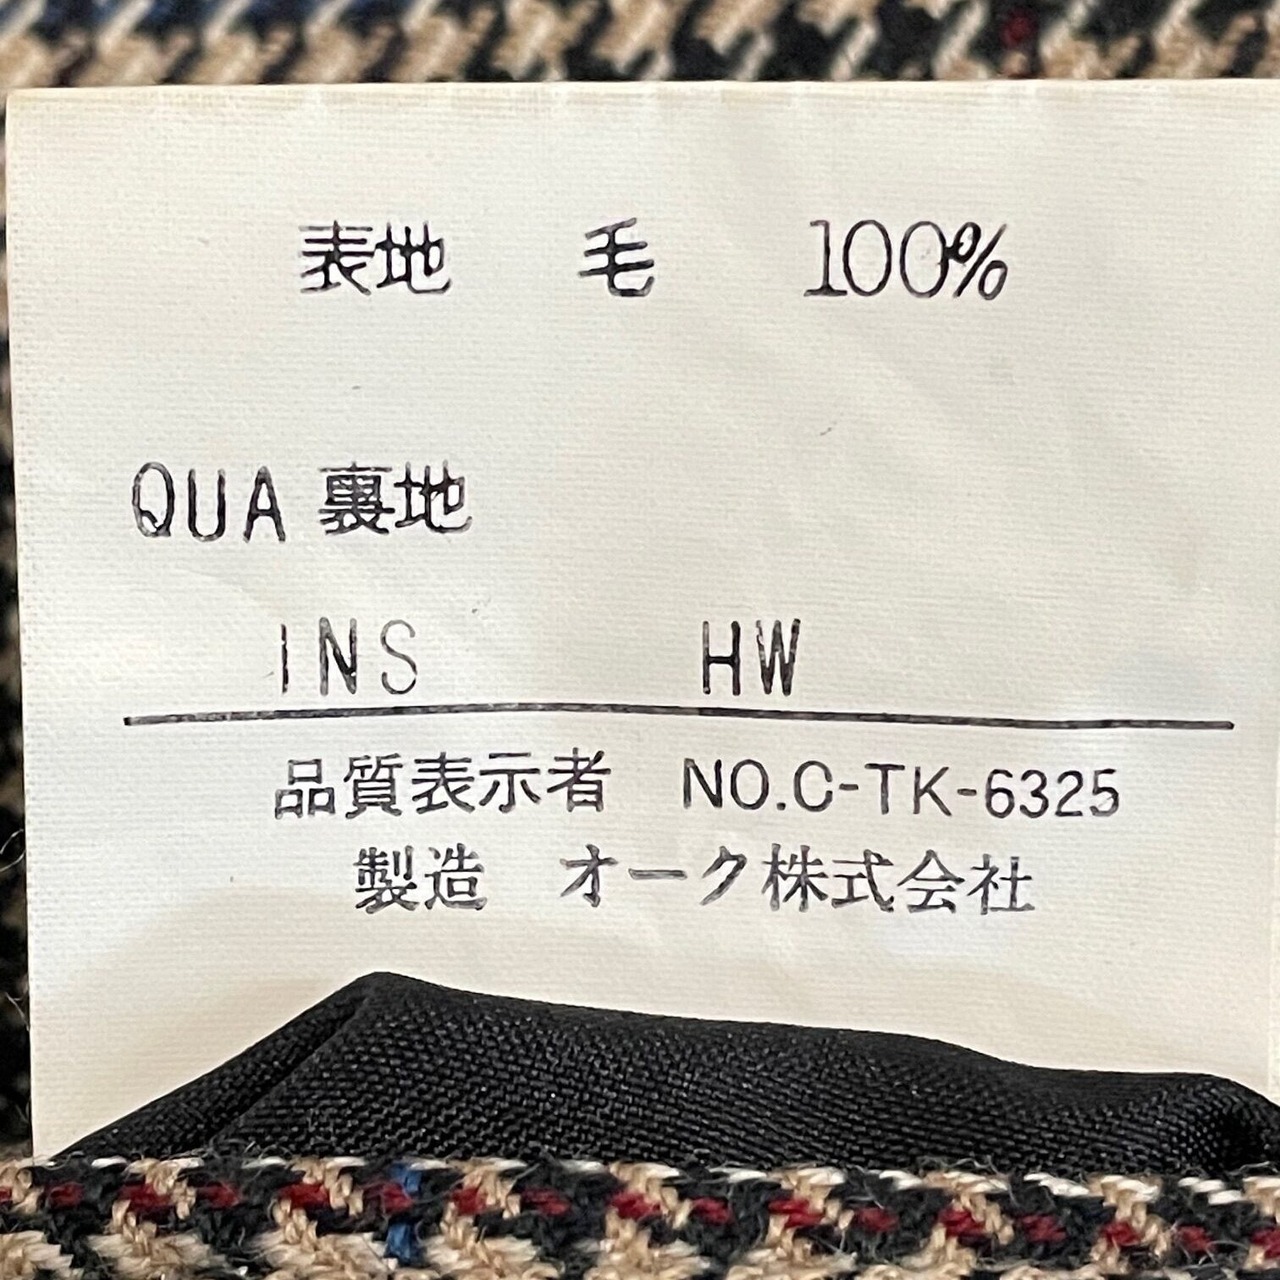 表地 毛 100%
QUA 裏地
INS HW
品質表示者 NO.C-TK-6325
製造 オーク株式会社